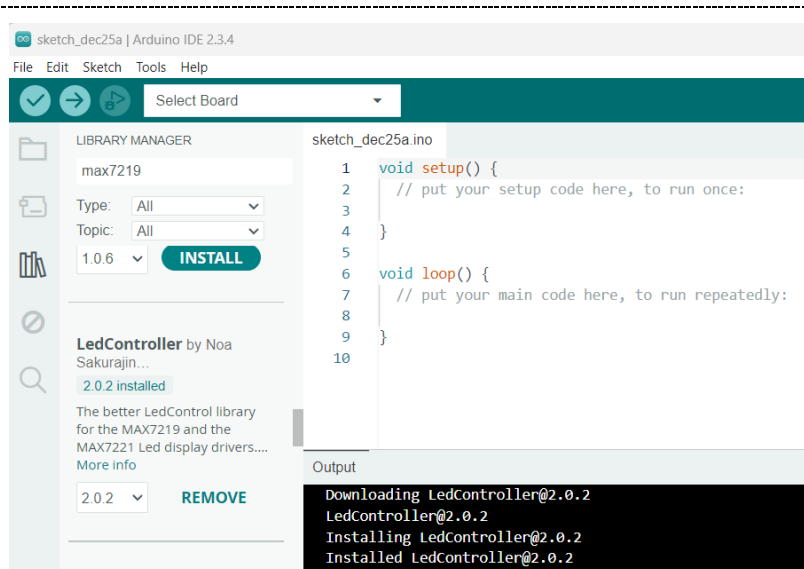 sketch_dec25a | Arduino IDE 2.3.4
File Edit Sketch Tools Help
Select Board
LIBRARY MANAGER
max7219
Type: All
Topic: All
1.0.6 INSTALL
LedController by Noa
Sakurajin...
2.0.2 installed
The better LedControl library
for the MAX7219 and the
MAX7221 Led display drivers....
More info
2.0.2 REMOVE
sketch_dec25a.ino
1 void setup() {
2 // put your setup code here, to run once:
3
4 }
5
6 void loop() {
7 // put your main code here, to run repeatedly:
8
9 }
10
Output
Downloading LedController@2.0.2
LedController@2.0.2
Installing LedController@2.0.2
Installed LedController@2.0.2